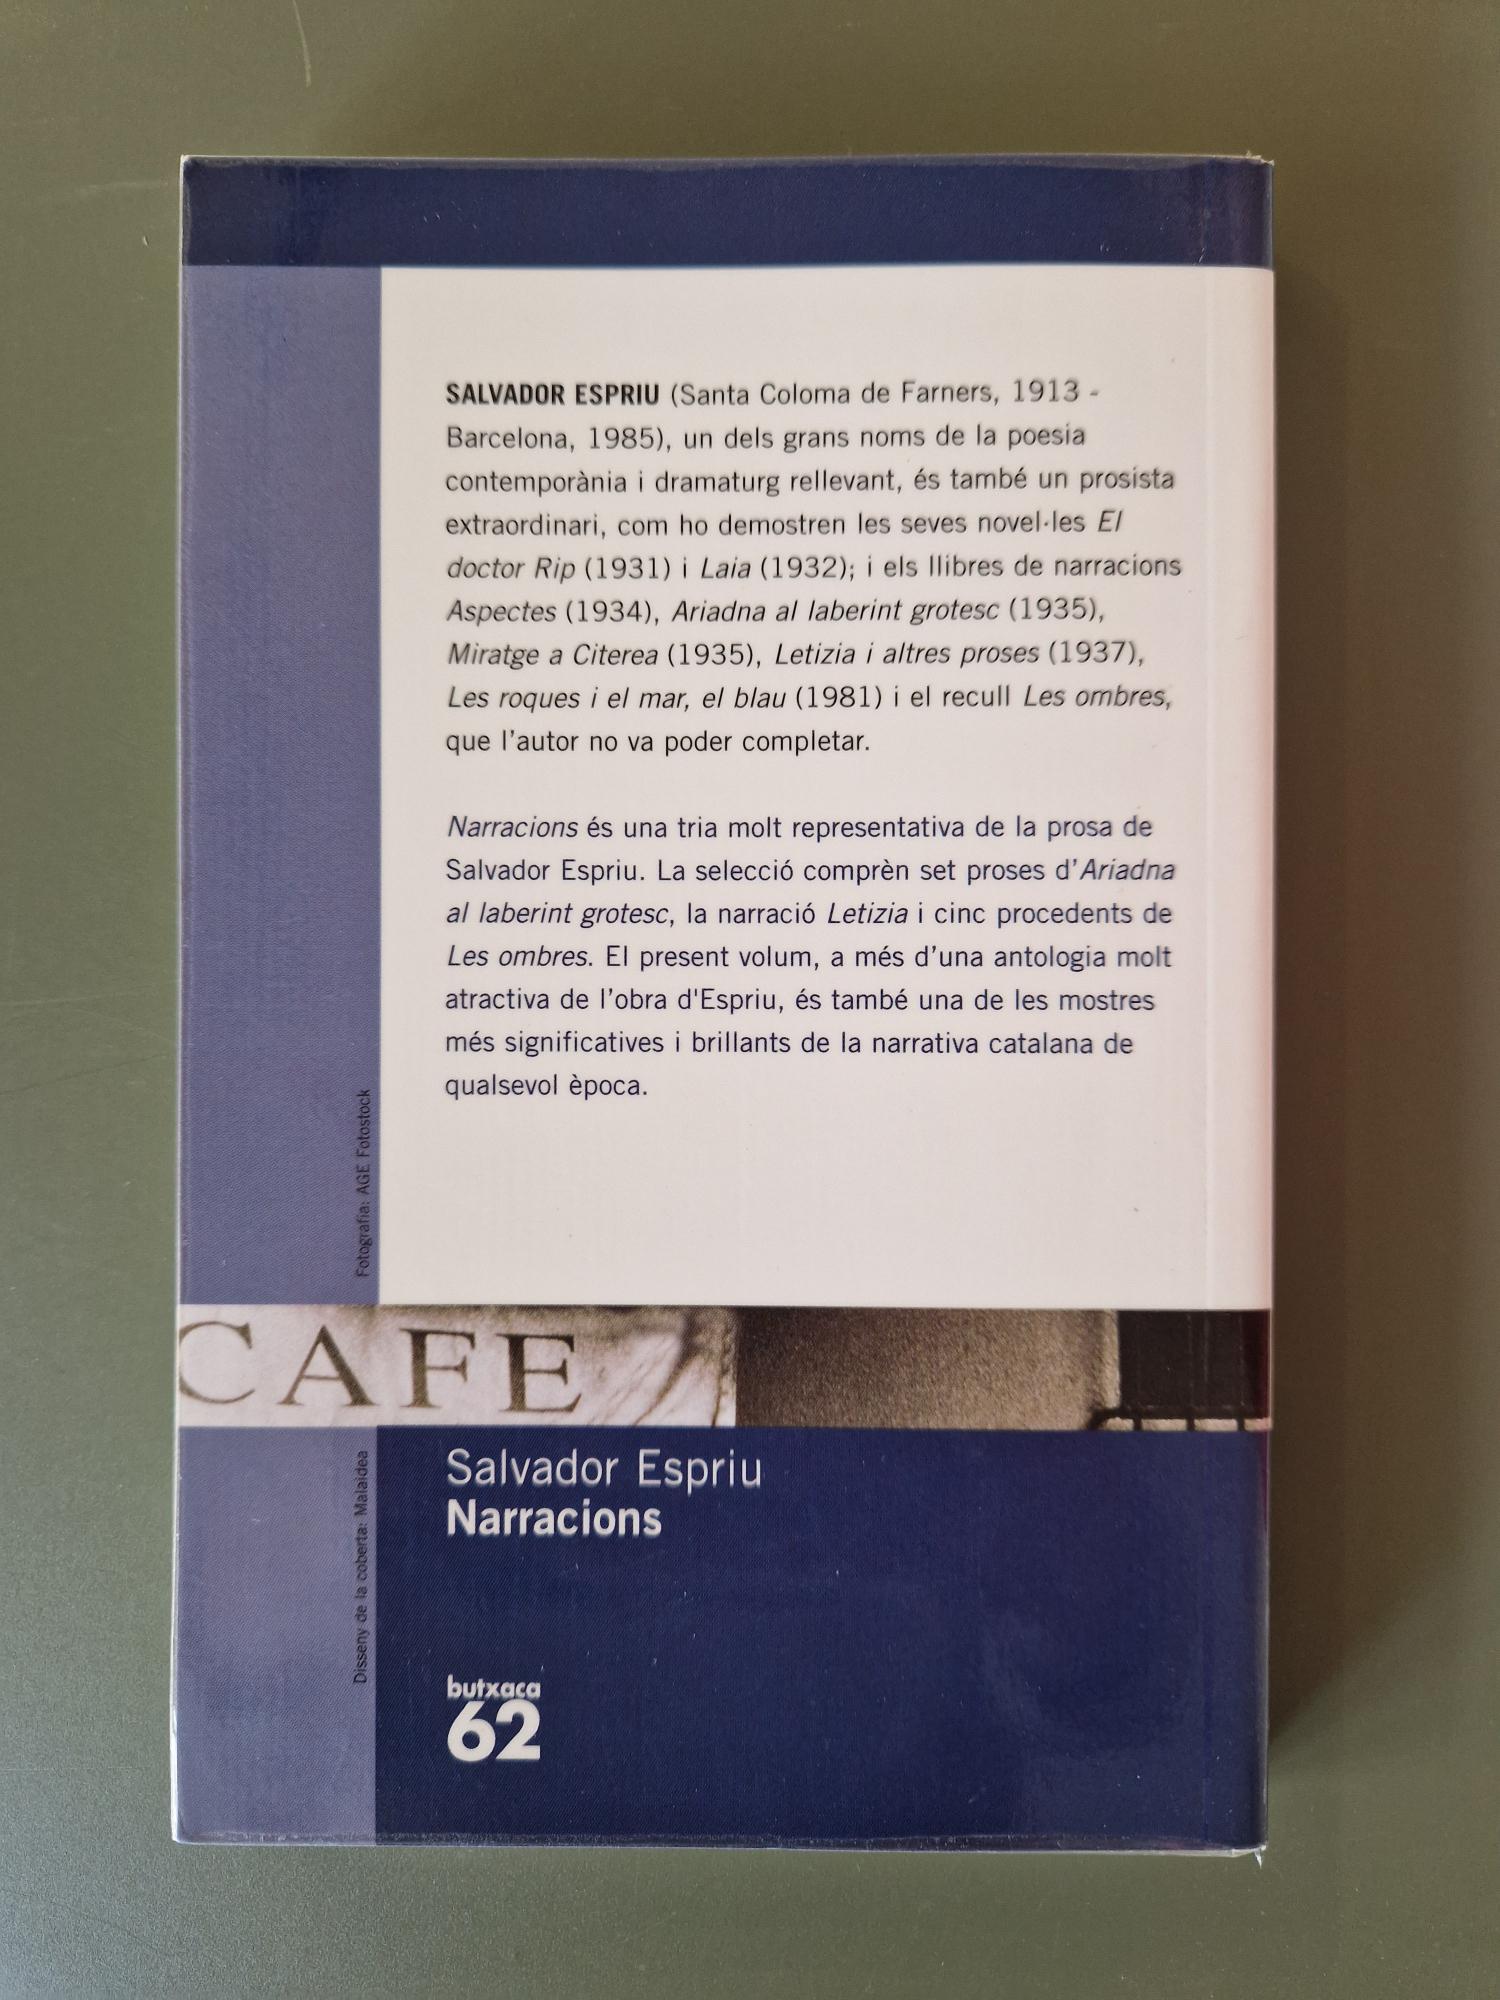 SALVADOR ESPRIU (Santa Coloma de Farners, 1913 -
Barcelona, 1985), un dels grans noms de la poesia
contemporània i dramaturg rellevant, és també un prosista
extraordinari, com ho demostren les seves novel·les El
doctor Rip (1931) i Laia (1932); i els llibres de narracions
Aspectes (1934), Ariadna al laberint grotesc (1935),
Miratge a Citerea (1935), Letizia i altres proses (1937),
Les roques i el mar, el blau (1981) i el recull Les ombres,
que l'autor no va poder completar.
Narracions és una tria molt representativa de la prosa de
Salvador Espriu. La selecció comprèn set proses d'Ariadna
al laberint grotesc, la narració Letizia i cinc procedents de
Les ombres. El present volum, a més d'una antologia molt
atractiva de l'obra d'Espriu, és també una de les mostres
més significatives i brillants de la narrativa catalana de
qualsevol època.
Fotografia: AGE Fotostock
CAFE
Salvador Espriu
Narracions
Disseny de la coberta: Malaidea
butxaca
62